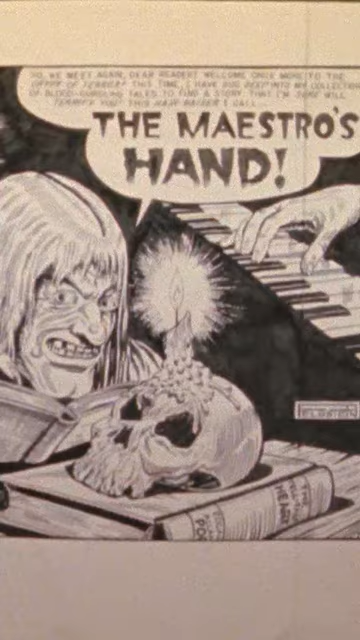 SO, WE MEET AGAIN, DEAR READER! WELCOME ONCE MORE TO THE
CRYPT OF TERROR! THIS TIME, I HAVE DUG DEEP INTO MY COLLECTION
OF BLOOD-CURDLING TALES TO FIND A STORY THAT I'M SURE WILL
TERRIFY YOU! THIS HAIR RAISER I CALL...
THE MAESTRO'S
HAND!
POE